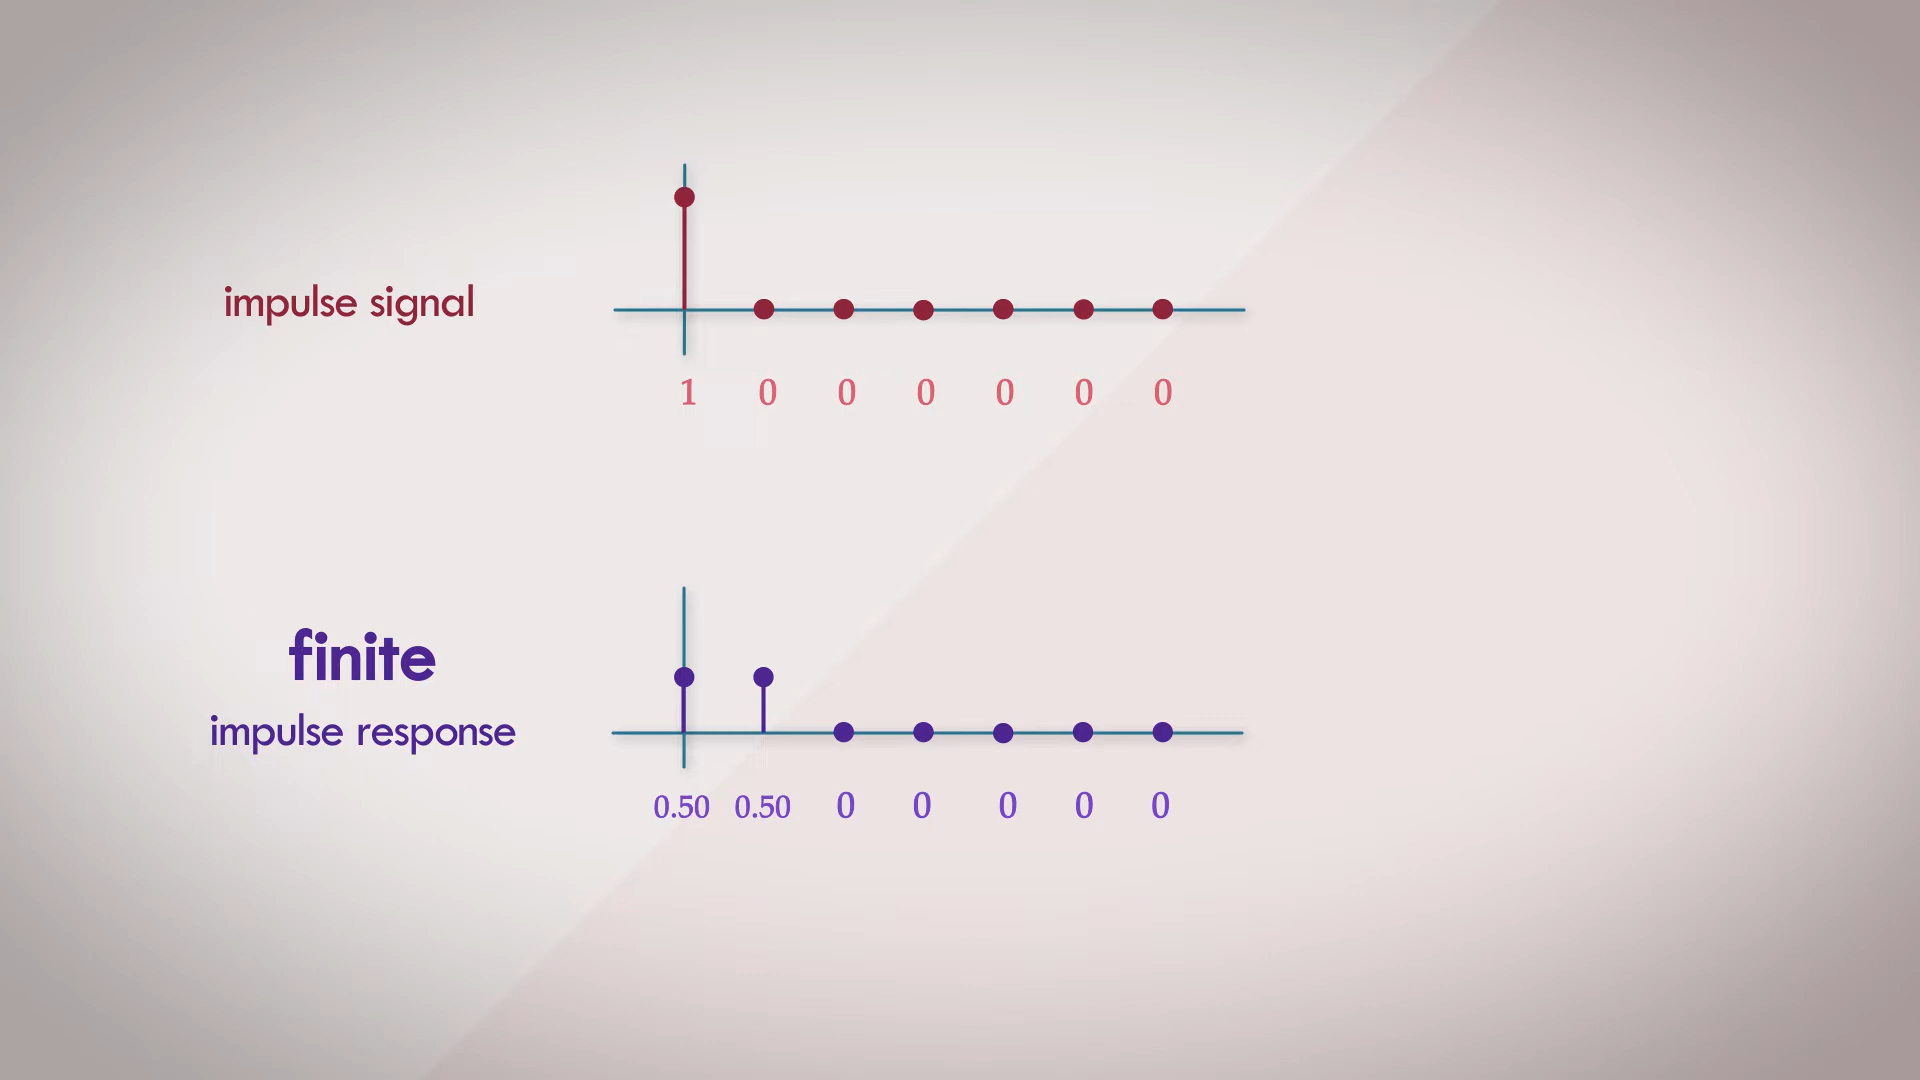 impulse signal
1 0 0 0 0 0 0
finite
impulse response
0.50 0.50 0 0 0 0 0